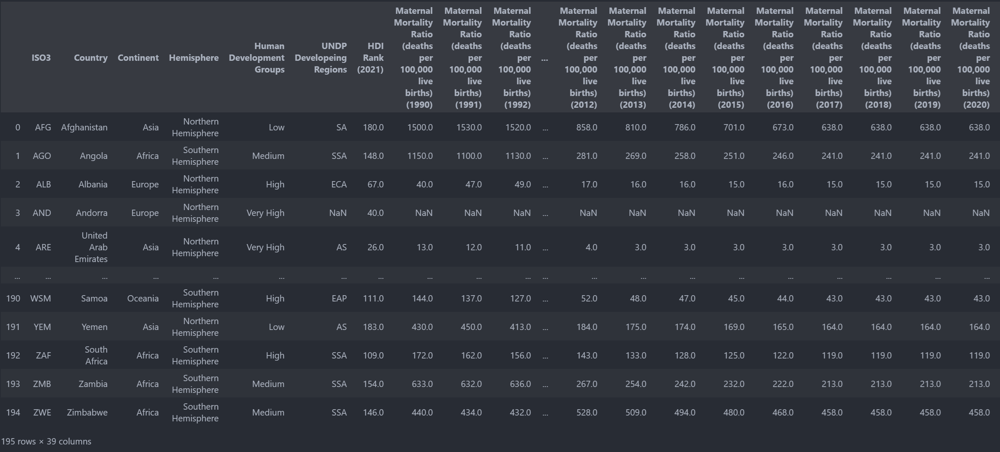 ISO3 Country Continent Hemisphere Human Development Groups UNDP Developeing Regions HDI Rank (2021) Maternal Mortality Ratio (deaths per 100,000 live births) (1990) Maternal Mortality Ratio (deaths per 100,000 live births) (1991) Maternal Mortality Ratio (deaths per 100,000 live births) (1992) ... Maternal Mortality Ratio (deaths per 100,000 live births) (2012) Maternal Mortality Ratio (deaths per 100,000 live births) (2013) Maternal Mortality Ratio (deaths per 100,000 live births) (2014) Maternal Mortality Ratio (deaths per 100,000 live births) (2015) Maternal Mortality Ratio (deaths per 100,000 live births) (2016) Maternal Mortality Ratio (deaths per 100,000 live births) (2017) Maternal Mortality Ratio (deaths per 100,000 live births) (2018) Maternal Mortality Ratio (deaths per 100,000 live births) (2019) Maternal Mortality Ratio (deaths per 100,000 live births) (2020)
0 AFG Afghanistan Asia Northern Hemisphere Low SA 180.0 1500.0 1530.0 1520.0 ... 858.0 810.0 786.0 701.0 673.0 638.0 638.0 638.0 638.0
1 AGO Angola Africa Southern Hemisphere Medium SSA 148.0 1150.0 1100.0 1130.0 ... 281.0 269.0 258.0 251.0 246.0 241.0 241.0 241.0 241.0
2 ALB Albania Europe Northern Hemisphere High ECA 67.0 40.0 47.0 49.0 ... 17.0 16.0 16.0 15.0 16.0 15.0 15.0 15.0 15.0
3 AND Andorra Europe Northern Hemisphere Very High NaN 40.0 NaN NaN NaN ... NaN NaN NaN NaN NaN NaN NaN NaN NaN
4 ARE United Arab Emirates Asia Northern Hemisphere Very High AS 26.0 13.0 12.0 11.0 ... 4.0 3.0 3.0 3.0 3.0 3.0 3.0 3.0 3.0
... ... ... ... ... ... ... ... ... ... ... ... ... ... ... ... ... ... ... ... ...
190 WSM Samoa Oceania Southern Hemisphere High EAP 111.0 144.0 137.0 127.0 ... 52.0 48.0 47.0 45.0 44.0 43.0 43.0 43.0 43.0
191 YEM Yemen Asia Northern Hemisphere Low AS 183.0 430.0 450.0 413.0 ... 184.0 175.0 174.0 169.0 165.0 164.0 164.0 164.0 164.0
192 ZAF South Africa Africa Southern Hemisphere High SSA 109.0 172.0 162.0 156.0 ... 143.0 133.0 128.0 125.0 122.0 119.0 119.0 119.0 119.0
193 ZMB Zambia Africa Southern Hemisphere Medium SSA 154.0 633.0 632.0 636.0 ... 267.0 254.0 242.0 232.0 222.0 213.0 213.0 213.0 213.0
194 ZWE Zimbabwe Africa Southern Hemisphere Medium SSA 146.0 440.0 434.0 432.0 ... 528.0 509.0 494.0 480.0 468.0 458.0 458.0 458.0 458.0
195 rows × 39 columns